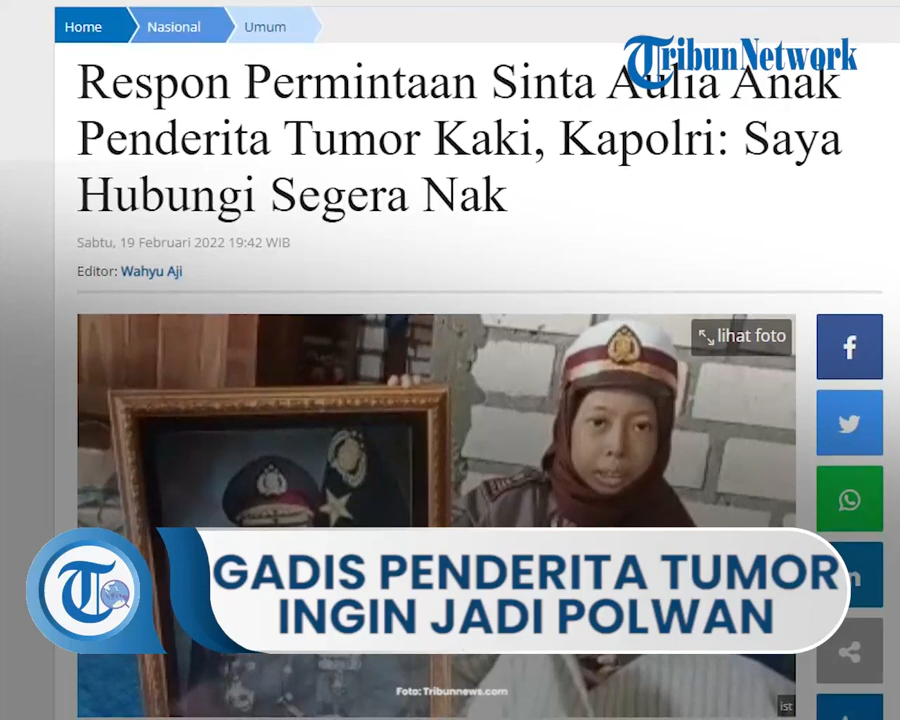 Home Nasional Umum
TribunNetwork
Respon Permintaan Sinta Aulia Anak
Penderita Tumor Kaki, Kapolri: Saya
Hubungi Segera Nak
Sabtu, 19 Februari 2022 19:42 WIB
Editor: Wahyu Aji
lihat foto
GADIS PENDERITA TUMOR
INGIN JADI POLWAN
Foto: Tribunnews.com
ist